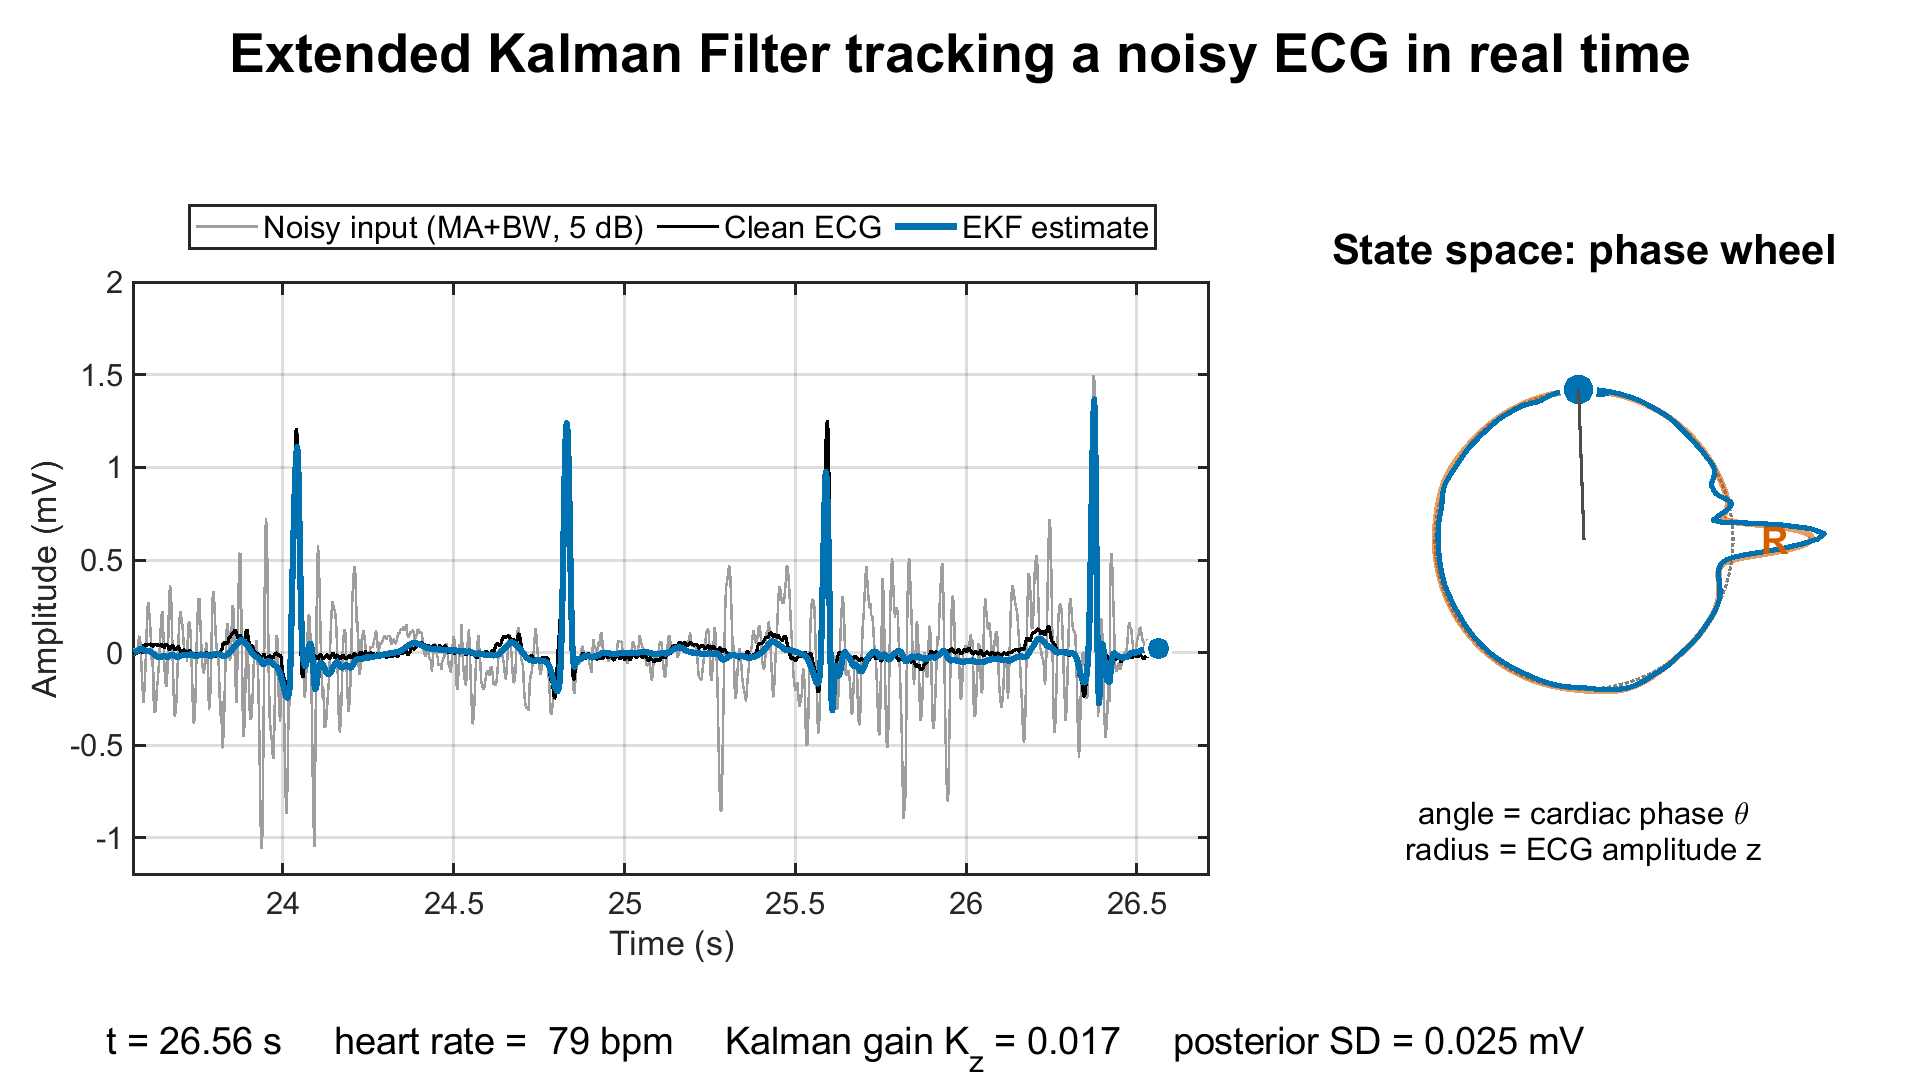 Extended Kalman Filter tracking a noisy ECG in real time
Noisy input (MA+BW, 5 dB) Clean ECG EKF estimate
State space: phase wheel
2
1.5
1
0.5
0
-0.5
-1
Amplitude (mV)
24 24.5 25 25.5 26 26.5
Time (s)
R
angle = cardiac phase θ
radius = ECG amplitude z
t = 26.56 s heart rate = 79 bpm Kalman gain K_z = 0.017 posterior SD = 0.025 mV